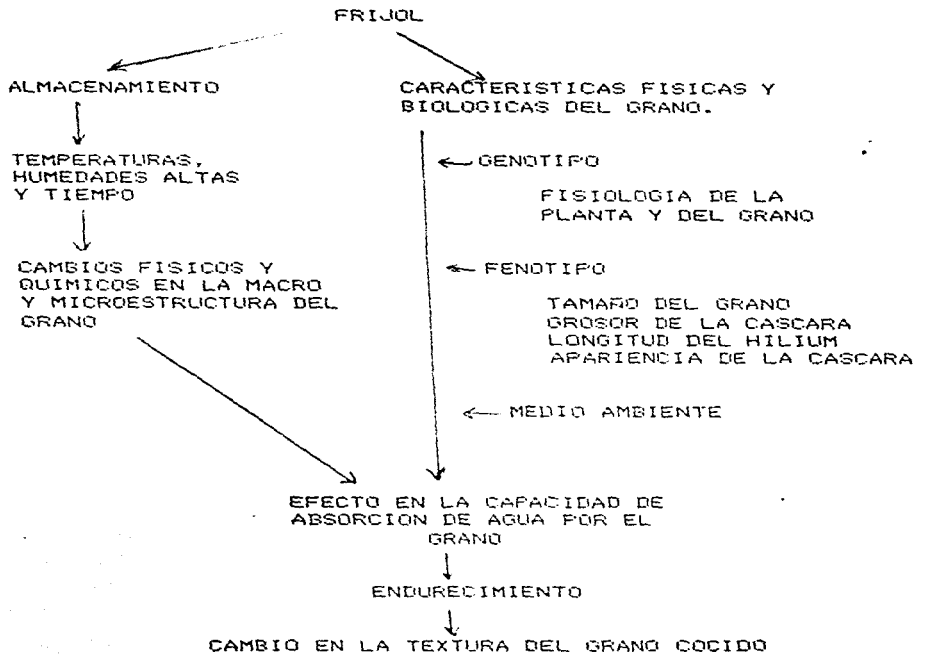 FRIJOL
ALMACENAMIENTO
CARACTERISTICAS FISICAS Y
BIOLOGICAS DEL GRANO.
TEMPERATURAS,
HUMEDADES ALTAS
Y TIEMPO
GENOTIPO
FISIOLOGIA DE LA
PLANTA Y DEL GRANO
CAMBIOS FISICOS Y
QUIMICOS EN LA MACRO
Y MICROESTRUCTURA DEL
GRANO
FENOTIPO
TAMAÑO DEL GRANO
GROSOR DE LA CASCARA
LONGITUD DEL HILIUM
APARIENCIA DE LA CASCARA
MEDIO AMBIENTE
EFECTO EN LA CAPACIDAD DE
ABSORCION DE AGUA POR EL
GRANO
ENDURECIMIENTO
CAMBIO EN LA TEXTURA DEL GRANO COCIDO